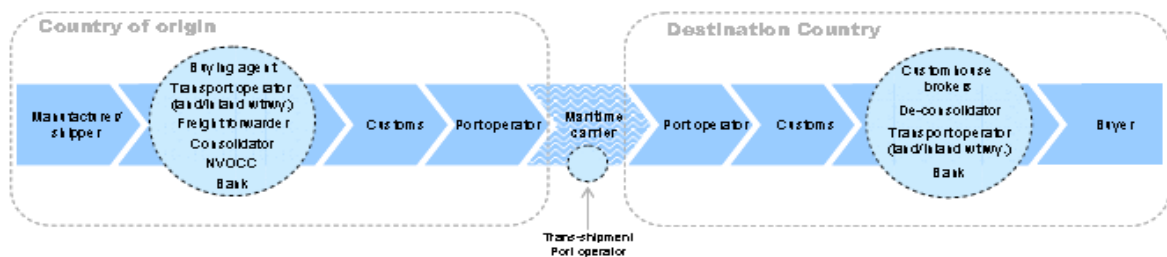 Country of origin
Destination Country
Manufacturer/
shipper
Buying agent
Transport operator
(land/inland wtrwy.)
Freight forwarder
Consolidator
NVOCC
Bank
Customs
Port operator
Maritime
carrier
Trans-shipment
Port operator
Port operator
Customs
Custom house
brokers
De-consolidator
Transport operator
(land/inland wtrwy.)
Bank
Buyer